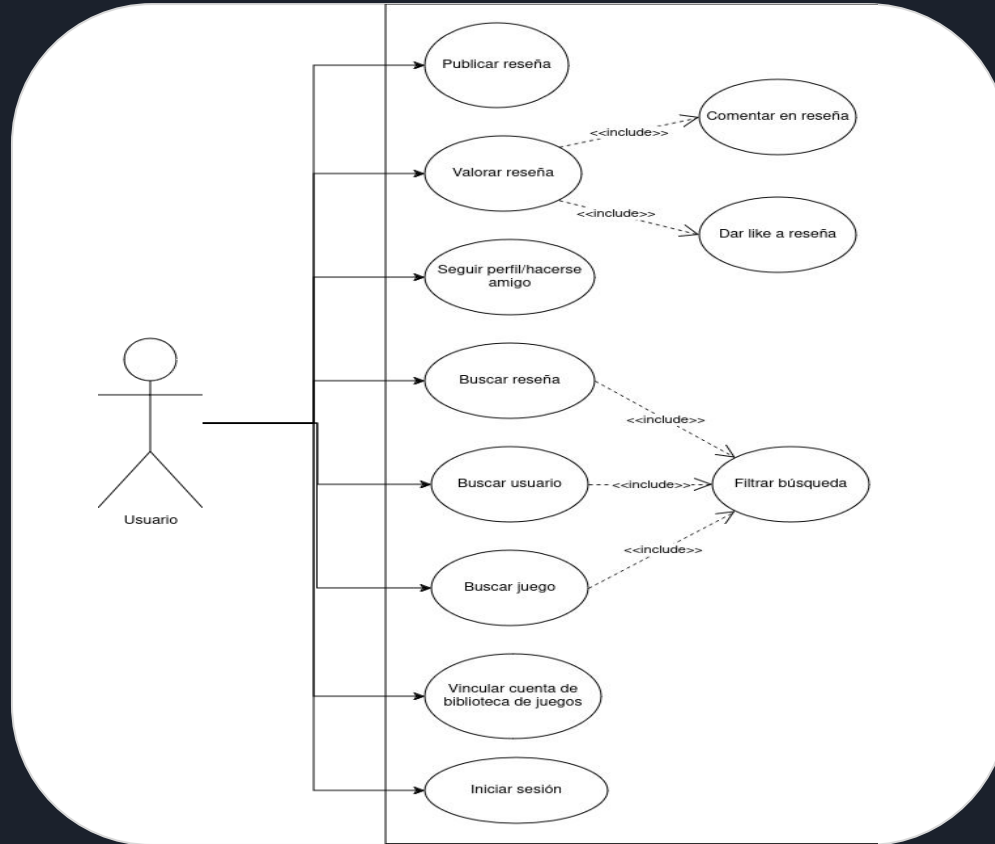 Publicar reseña
Comentar en reseña
<<include>>
Valorar reseña
<<include>>
Dar like a reseña
Seguir perfil/hacerse
amigo
Buscar reseña
<<include>>
Buscar usuario
<<include>>
Filtrar búsqueda
Usuario
<<include>>
Buscar juego
Vincular cuenta de
biblioteca de juegos
Iniciar sesión